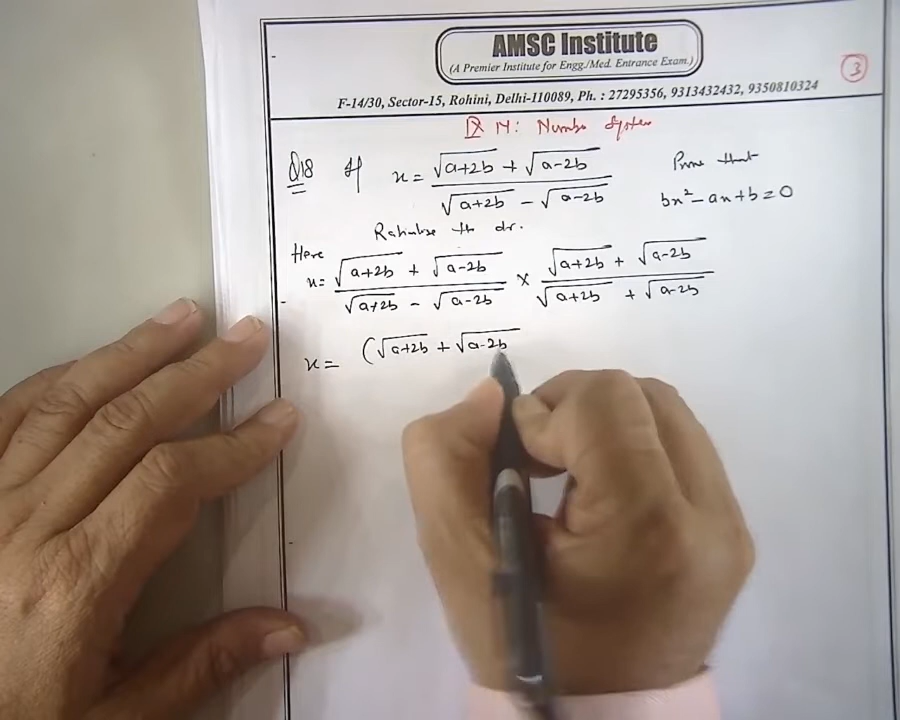 AMSC Institute
(A Premier Institute for Engg./Med. Entrance Exam.)
3
F-14/30, Sector-15, Rohini, Delhi-110089, Ph. : 27295356, 9313432432, 9350810324
IX M: Number System
Q18 If x = (√(a+2b) + √(a-2b)) / (√(a+2b) - √(a-2b)) Prove that
bx² - ax + b = 0
Rationalise the dr.
Here
x = (√(a+2b) + √(a-2b)) / (√(a+2b) - √(a-2b)) × (√(a+2b) + √(a-2b)) / (√(a+2b) + √(a-2b))
x = (√(a+2b) + √(a-2b)